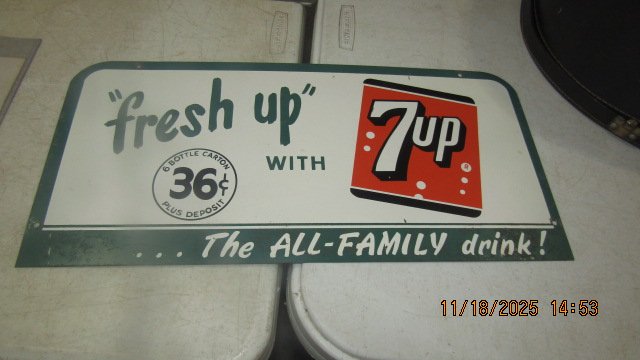 "fresh up"
WITH
7up
6 BOTTLE CARTON
36¢
PLUS DEPOSIT
... The ALL-FAMILY drink!
11/18/2025 14:53